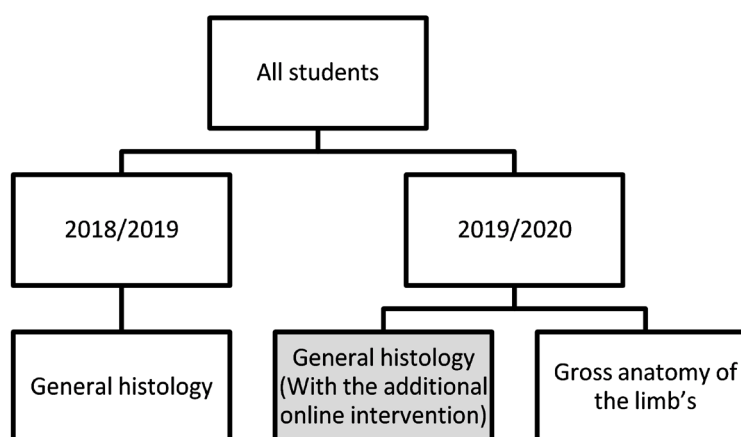 All students
2018/2019
2019/2020
General histology
General histology
(With the additional
online intervention)
Gross anatomy of
the limb's